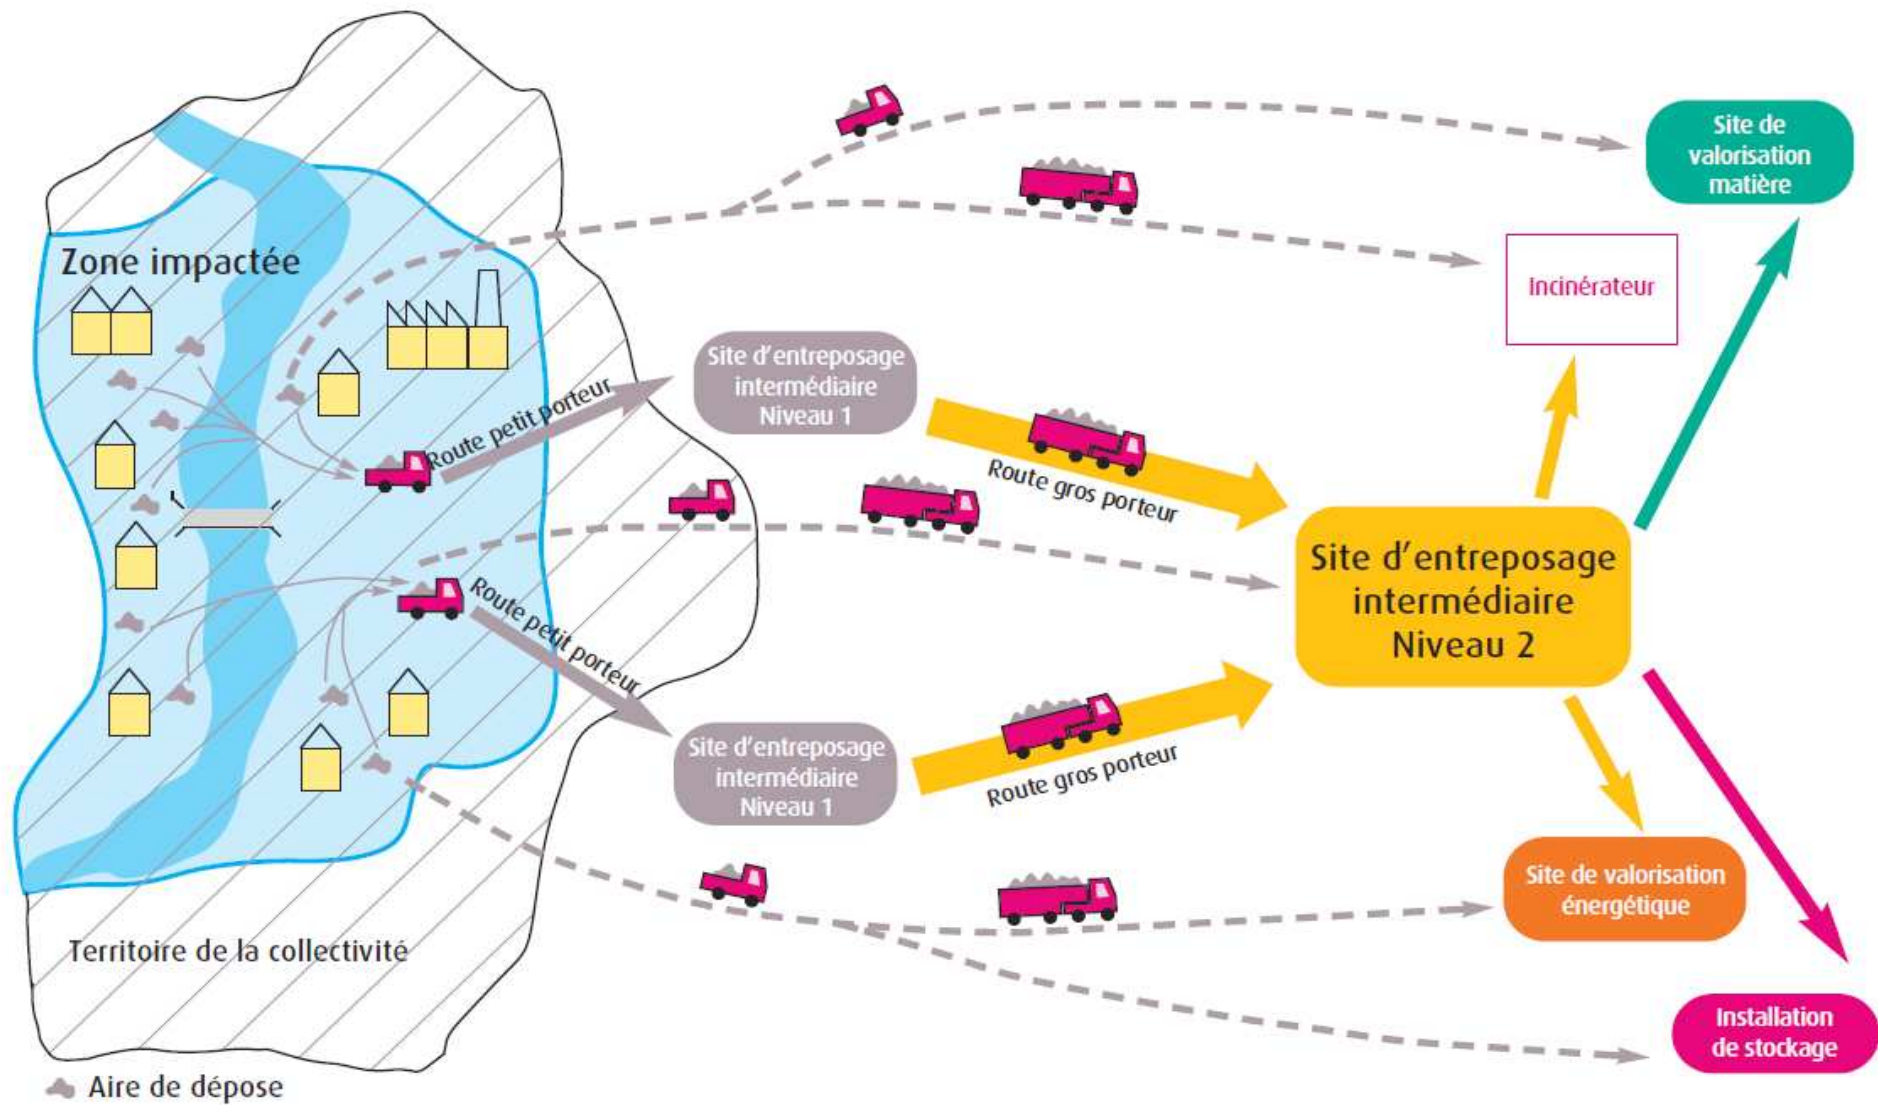 Site de
valorisation
matière
Zone impactée
Incinérateur
Site d'entreposage
intermédiaire
Niveau 1
Route petit porteur
Route gros porteur
Site d'entreposage
intermédiaire
Niveau 2
Route petit porteur
Site d'entreposage
intermédiaire
Niveau 1
Route gros porteur
Site de valorisation
énergétique
Territoire de la collectivité
Installation
de stockage
Aire de dépose